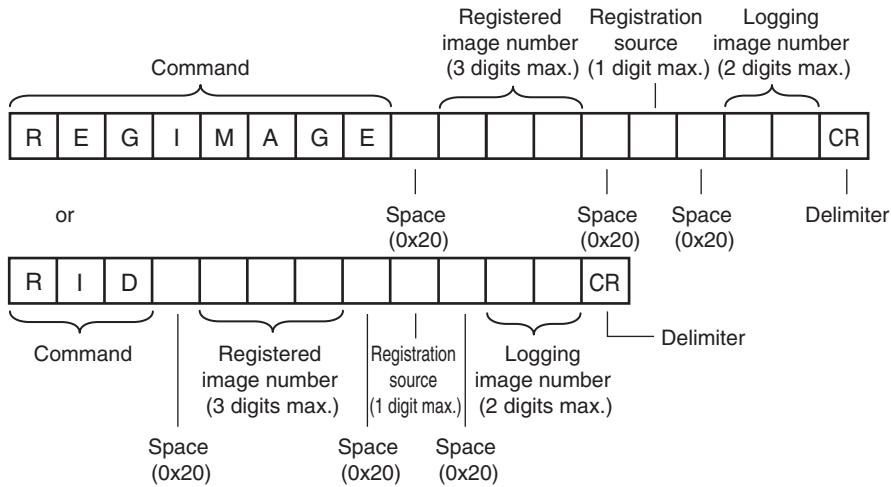 Registered
image number
(3 digits max.)
Registration
source
(1 digit max.)
Logging
image number
(2 digits max.)
Command
R E G I M A G E CR
Space
(0x20)
Space
(0x20)
Space
(0x20)
Delimiter
or
R I D CR
Delimiter
Command
Registered
image number
(3 digits max.)
Registration
source
(1 digit max.)
Logging
image number
(2 digits max.)
Space
(0x20)
Space
(0x20)
Space
(0x20)